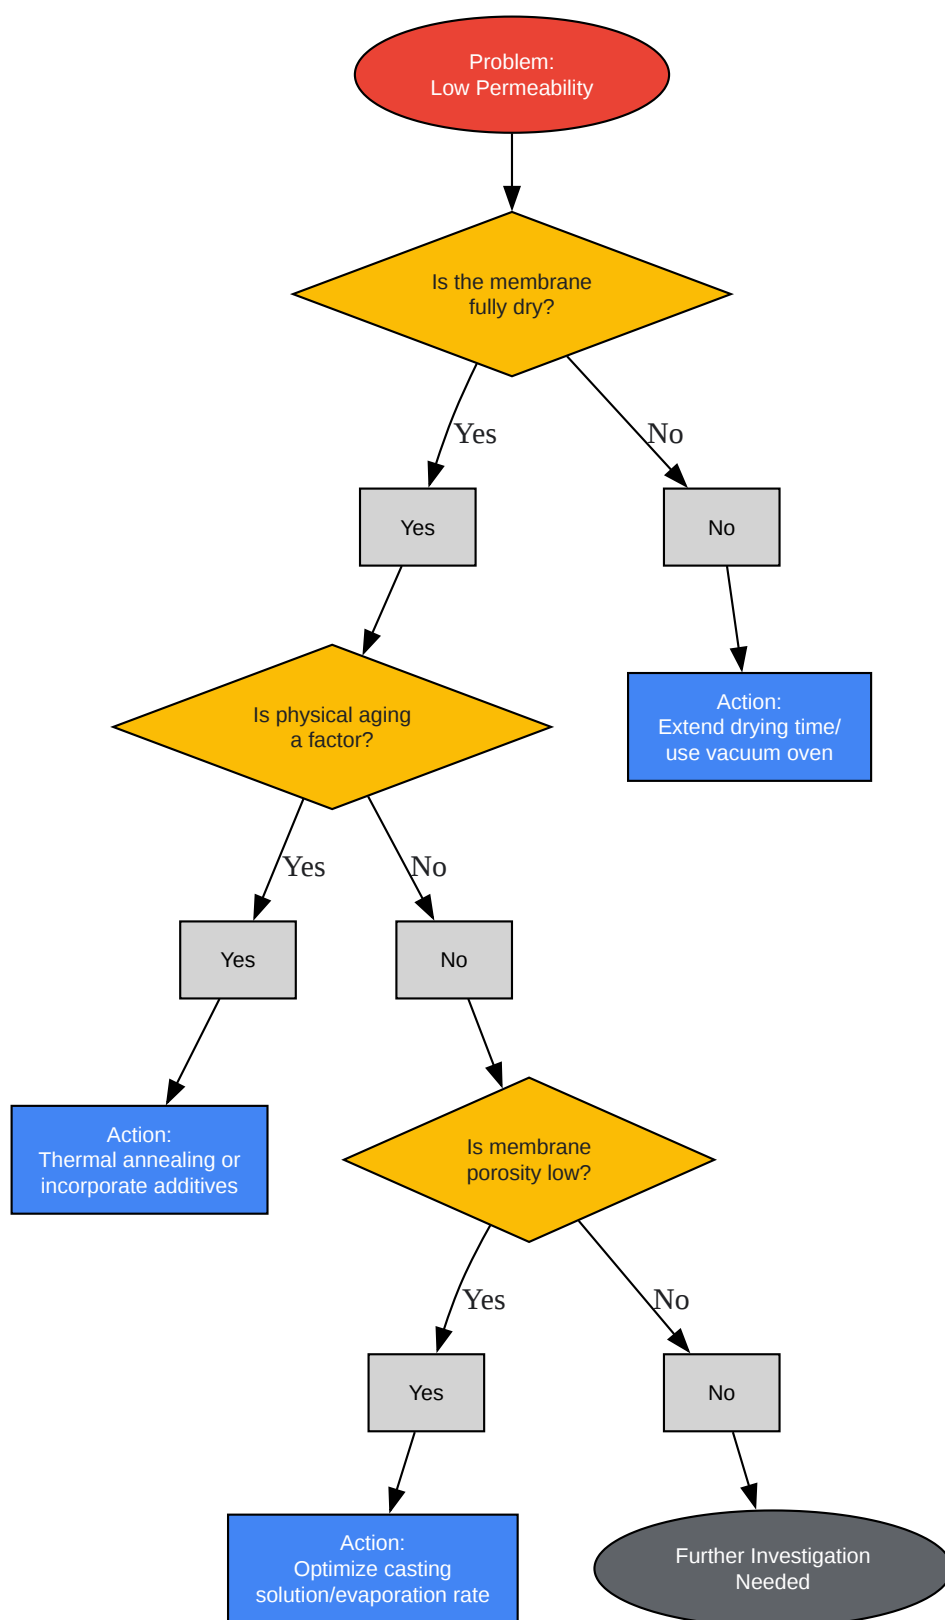 Problem:
Low Permeability
Is the membrane
fully dry?
Yes
No
Yes
No
Is physical aging
a factor?
Action:
Extend drying time/
use vacuum oven
Yes
No
Yes
No
Action:
Thermal annealing or
incorporate additives
Is membrane
porosity low?
Yes
No
Yes
No
Action:
Optimize casting
solution/evaporation rate
Further Investigation
Needed